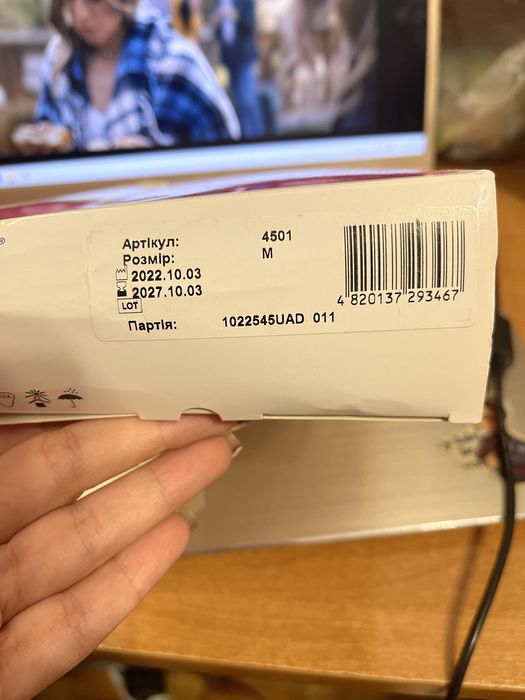 Артікул: 4501
Розмір: M
2022.10.03
2027.10.03
LOT
Партія: 1022545UAD 011
4 820137 293467
®